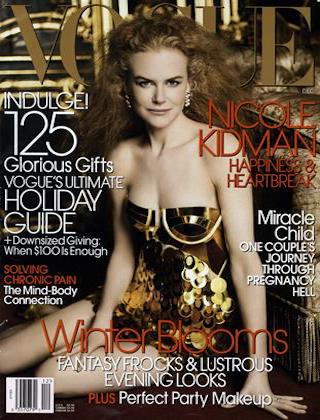 VOGUE
DEC
INDULGE!
125
Glorious Gifts
VOGUE'S ULTIMATE
HOLIDAY
GUIDE
+Downsized Giving:
When $100 Is Enough
SOLVING
CHRONIC PAIN
The Mind-Body
Connection
NICOLE
KIDMAN
HAPPINESS &
HEARTBREAK
Miracle
Child
ONE COUPLE'S
JOURNEY
THROUGH
PREGNANCY
HELL
Winter Blooms
FANTASY FROCKS & LUSTROUS
EVENING LOOKS
PLUS Perfect Party Makeup